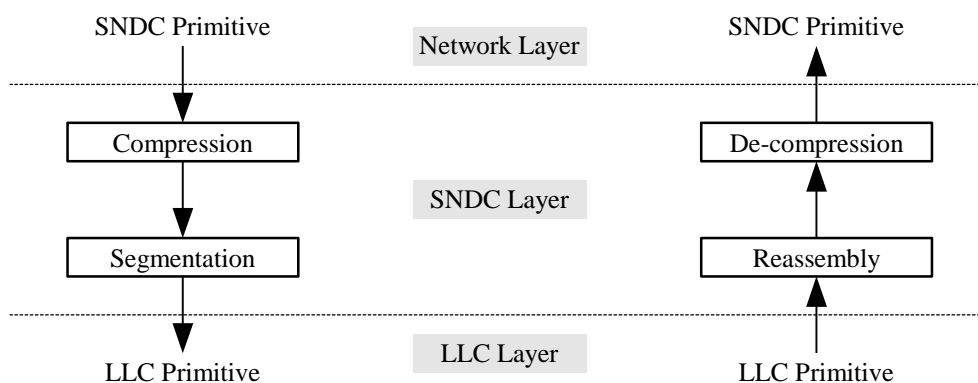 SNDC Primitive
Network Layer
SNDC Primitive
Compression
De-compression
SNDC Layer
Segmentation
Reassembly
LLC Layer
LLC Primitive
LLC Primitive